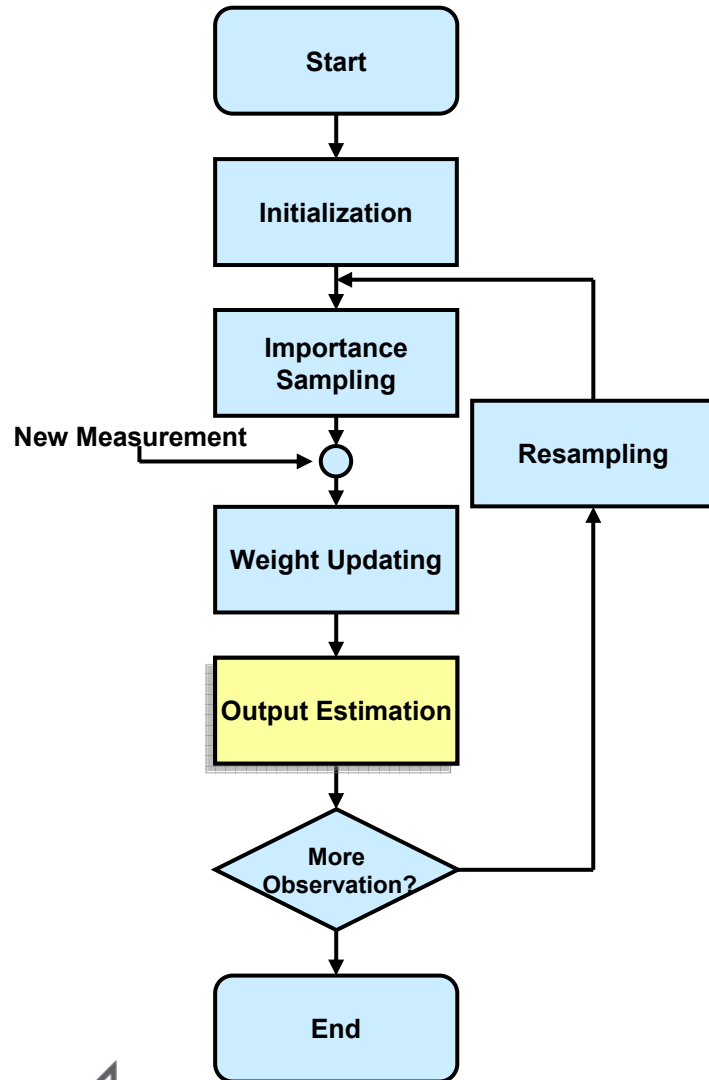 Start
Initialization
Importance
Sampling
New Measurement
Resampling
Weight Updating
Output Estimation
More
Observation?
End